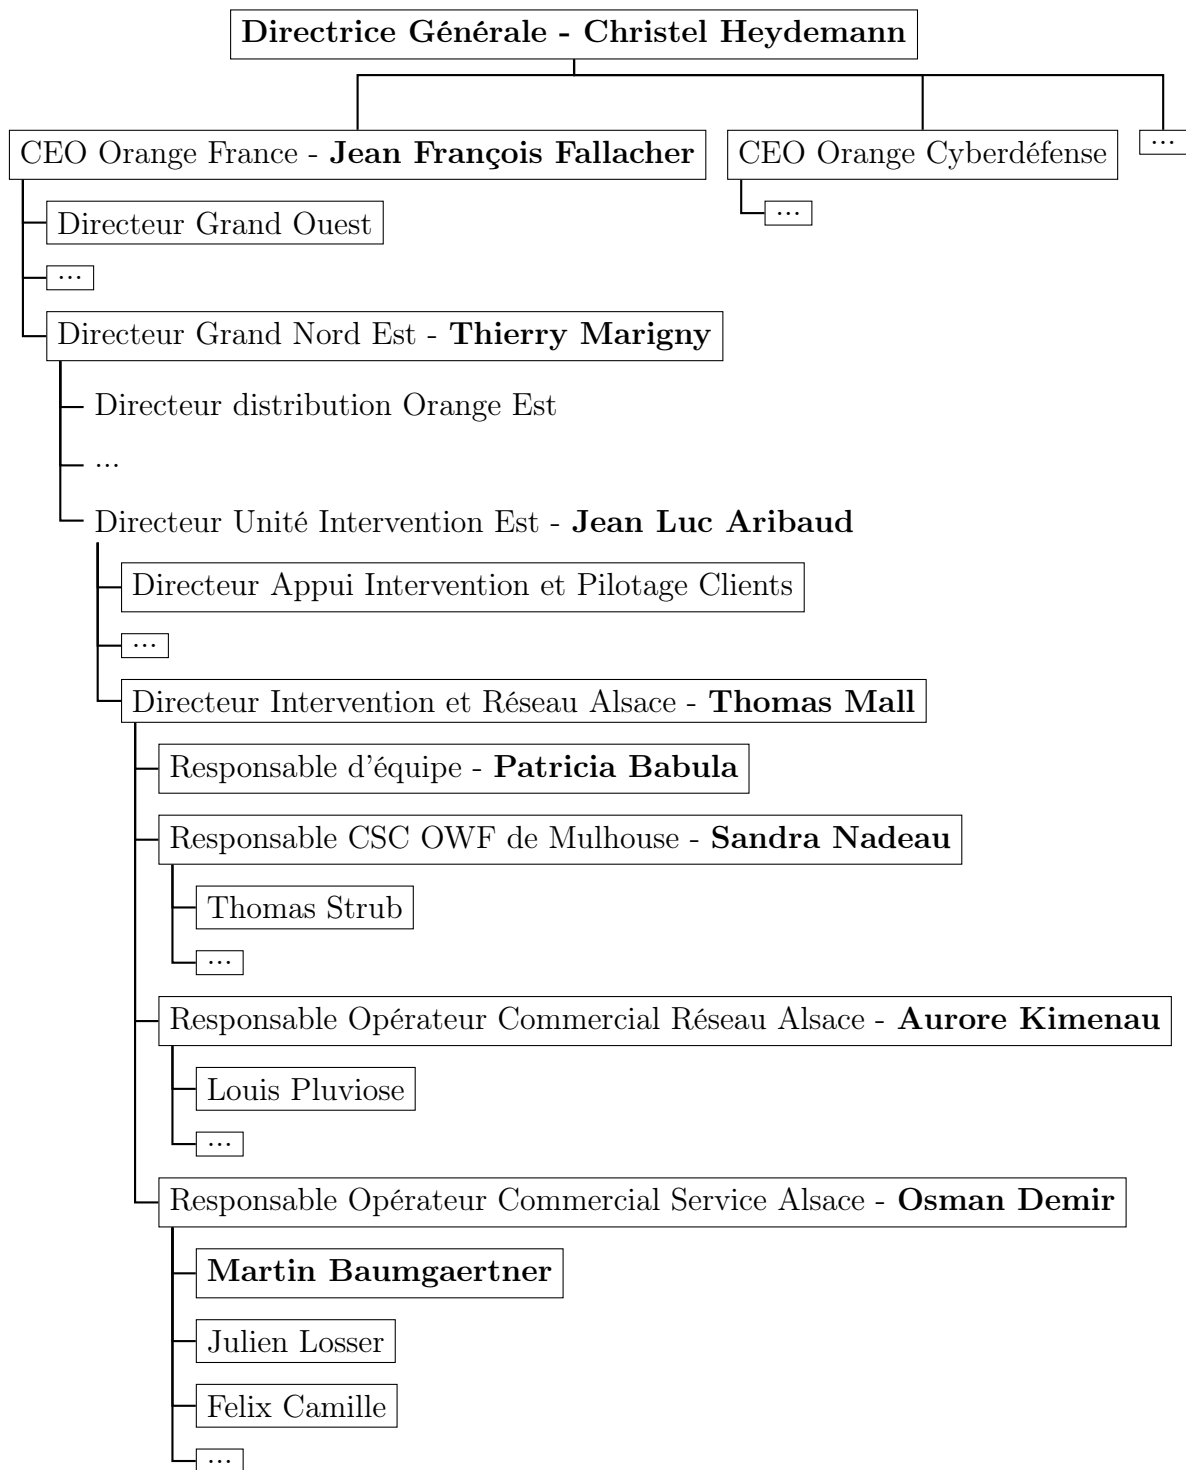 Directrice Générale - Christel Heydemann
CEO Orange France - Jean François Fallacher
CEO Orange Cyberdéfense
...
Directeur Grand Ouest
...
...
Directeur Grand Nord Est - Thierry Marigny
Directeur distribution Orange Est
...
Directeur Unité Intervention Est - Jean Luc Aribaud
Directeur Appui Intervention et Pilotage Clients
...
Directeur Intervention et Réseau Alsace - Thomas Mall
Responsable d'équipe - Patricia Babula
Responsable CSC OWF de Mulhouse - Sandra Nadeau
Thomas Strub
...
Responsable Opérateur Commercial Réseau Alsace - Aurore Kimenau
Louis Pluviose
...
Responsable Opérateur Commercial Service Alsace - Osman Demir
Martin Baumgaertner
Julien Losser
Felix Camille
...